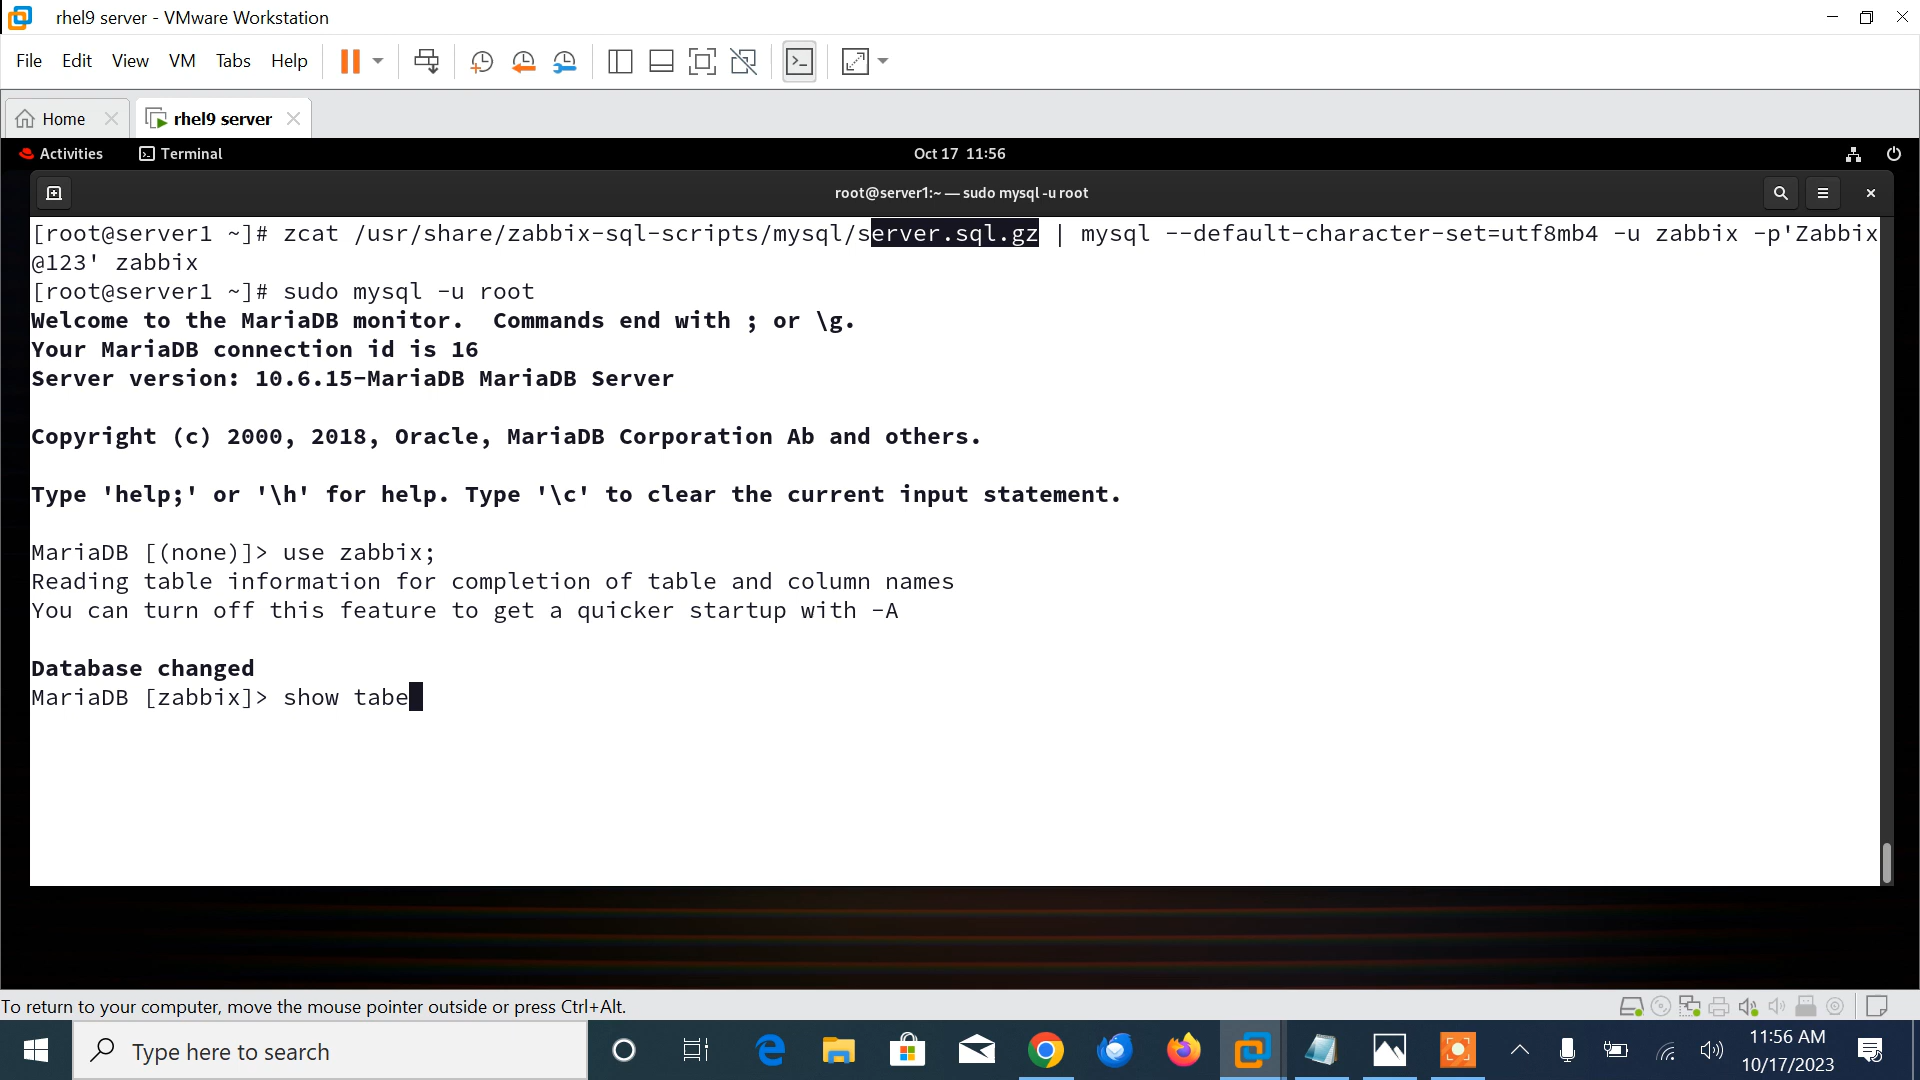 rhel9 server - VMware Workstation
File Edit View VM Tabs Help
Home
rhel9 server
Activities Terminal Oct 17 11:56
root@server1:~ — sudo mysql -u root
[root@server1 ~]# zcat /usr/share/zabbix-sql-scripts/mysql/server.sql.gz | mysql --default-character-set=utf8mb4 -u zabbix -p'Zabbix
@123' zabbix
[root@server1 ~]# sudo mysql -u root
Welcome to the MariaDB monitor.  Commands end with ; or \g.
Your MariaDB connection id is 16
Server version: 10.6.15-MariaDB MariaDB Server
Copyright (c) 2000, 2018, Oracle, MariaDB Corporation Ab and others.
Type 'help;' or '\h' for help. Type '\c' to clear the current input statement.
MariaDB [(none)]> use zabbix;
Reading table information for completion of table and column names
You can turn off this feature to get a quicker startup with -A
Database changed
MariaDB [zabbix]> show tabe
To return to your computer, move the mouse pointer outside or press Ctrl+Alt.
Type here to search
11:56 AM
10/17/2023